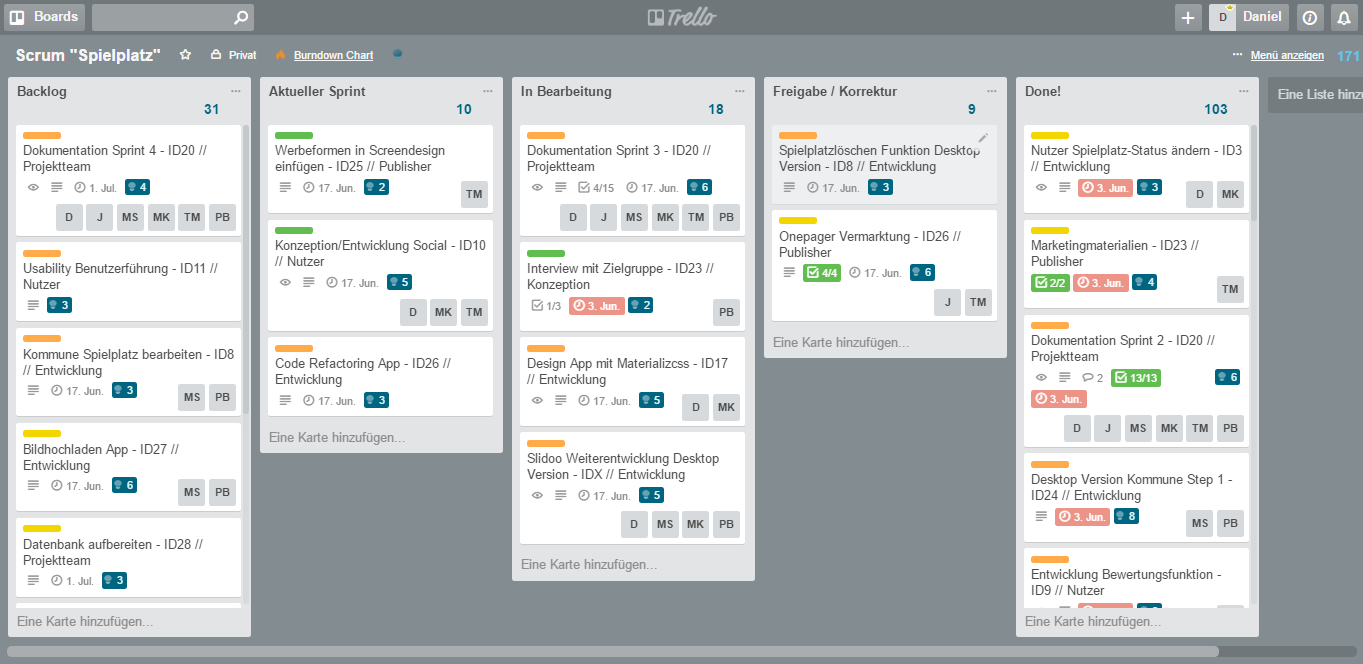 Boards
Trello
D Daniel
Scrum "Spielplatz"
Privat
Burndown Chart
Menü anzeigen
171
Backlog
31
Dokumentation Sprint 4 - ID20 //
Projektteam
1. Jul. 4
D J MS MK TM PB
Usability Benutzerführung - ID11 //
Nutzer
3
Kommune Spielplatz bearbeiten - ID8
// Entwicklung
17. Jun. 3
MS PB
Bildhochladen App - ID27 //
Entwicklung
17. Jun. 6
MS PB
Datenbank aufbereiten - ID28 //
Projektteam
1. Jul. 3
Eine Karte hinzufügen...
Aktueller Sprint
10
Werbeformen in Screendesign
einfügen - ID25 // Publisher
17. Jun. 2
TM
Konzeption/Entwicklung Social - ID10
// Nutzer
17. Jun. 5
D MK TM
Code Refactoring App - ID26 //
Entwicklung
17. Jun. 3
Eine Karte hinzufügen...
In Bearbeitung
18
Dokumentation Sprint 3 - ID20 //
Projektteam
4/15 17. Jun. 6
D J MS MK TM PB
Interview mit Zielgruppe - ID23 //
Konzeption
1/3 3. Jun. 2
PB
Design App mit Materializcss - ID17
// Entwicklung
17. Jun. 5
D MK
Slidoo Weiterentwicklung Desktop
Version - IDX // Entwicklung
17. Jun. 5
D MS MK PB
Eine Karte hinzufügen...
Freigabe / Korrektur
9
Spielplatzlöschen Funktion Desktop
Version - ID8 // Entwicklung
17. Jun. 3
Onepager Vermarktung - ID26 //
Publisher
4/4 17. Jun. 6
J TM
Eine Karte hinzufügen...
Done!
103
Nutzer Spielplatz-Status ändern - ID3
// Entwicklung
3. Jun. 3
D MK
Marketingmaterialien - ID23 //
Publisher
2/2 3. Jun. 4
TM
Dokumentation Sprint 2 - ID20 //
Projektteam
2 13/13 6
3. Jun.
D J MS MK TM PB
Desktop Version Kommune Step 1 -
ID24 // Entwicklung
3. Jun. 8
MS PB
Entwicklung Bewertungsfunktion -
ID9 // Nutzer
Eine Karte hinzufügen...
Eine Liste hinzu